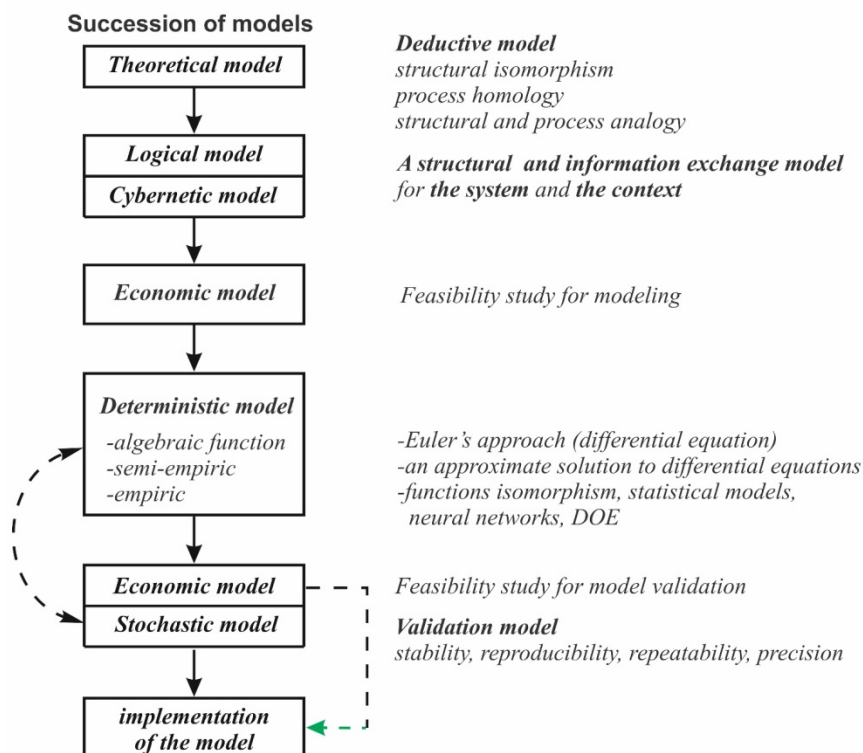 Succession of models
Theoretical model
Deductive model
structural isomorphism
process homology
structural and process analogy
Logical model
Cybernetic model
A structural and information exchange model
for the system and the context
Economic model
Feasibility study for modeling
Deterministic model
-algebraic function
-semi-empiric
-empiric
-Euler's approach (differential equation)
-an approximate solution to differential equations
-functions isomorphism, statistical models,
neural networks, DOE
Economic model
Feasibility study for model validation
Stochastic model
Validation model
stability, reproducibility, repeatability, precision
implementation
of the model